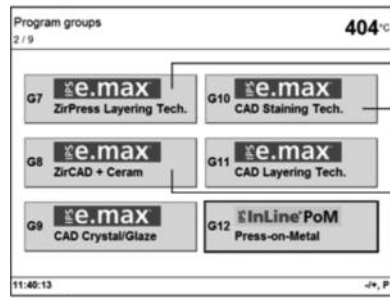 Program groups
404°C
2 / 9
G7 IPS e.max
ZirPress Layering Tech.
G10 IPS e.max
CAD Staining Tech.
G8 IPS e.max
ZirCAD + Ceram
G11 IPS e.max
CAD Layering Tech.
G9 IPS e.max
CAD Crystal/Glaze
G12 IPS InLine PoM
Press-on-Metal
11:40:13
-/+, F